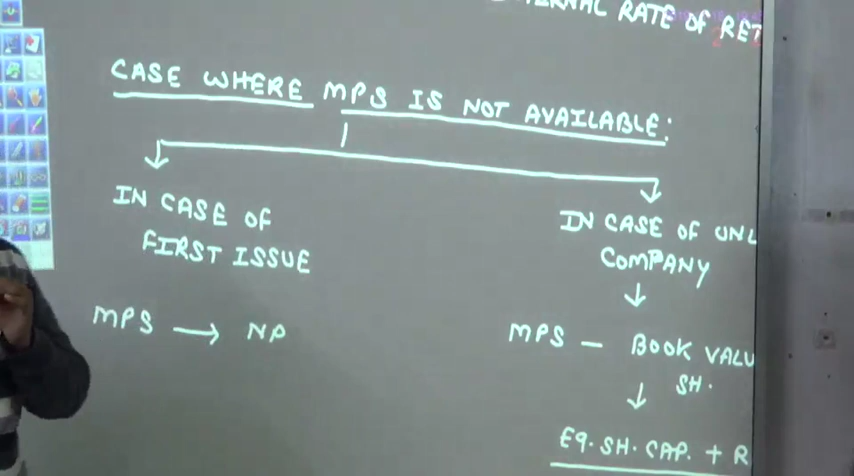 RATE OF RET
CASE WHERE MPS IS NOT AVAILABLE:
IN CASE OF
FIRST ISSUE
MPS → NP
IN CASE OF UNL
COMPANY
MPS — BOOK VALU
SH.
EQ. SH. CAP. + R